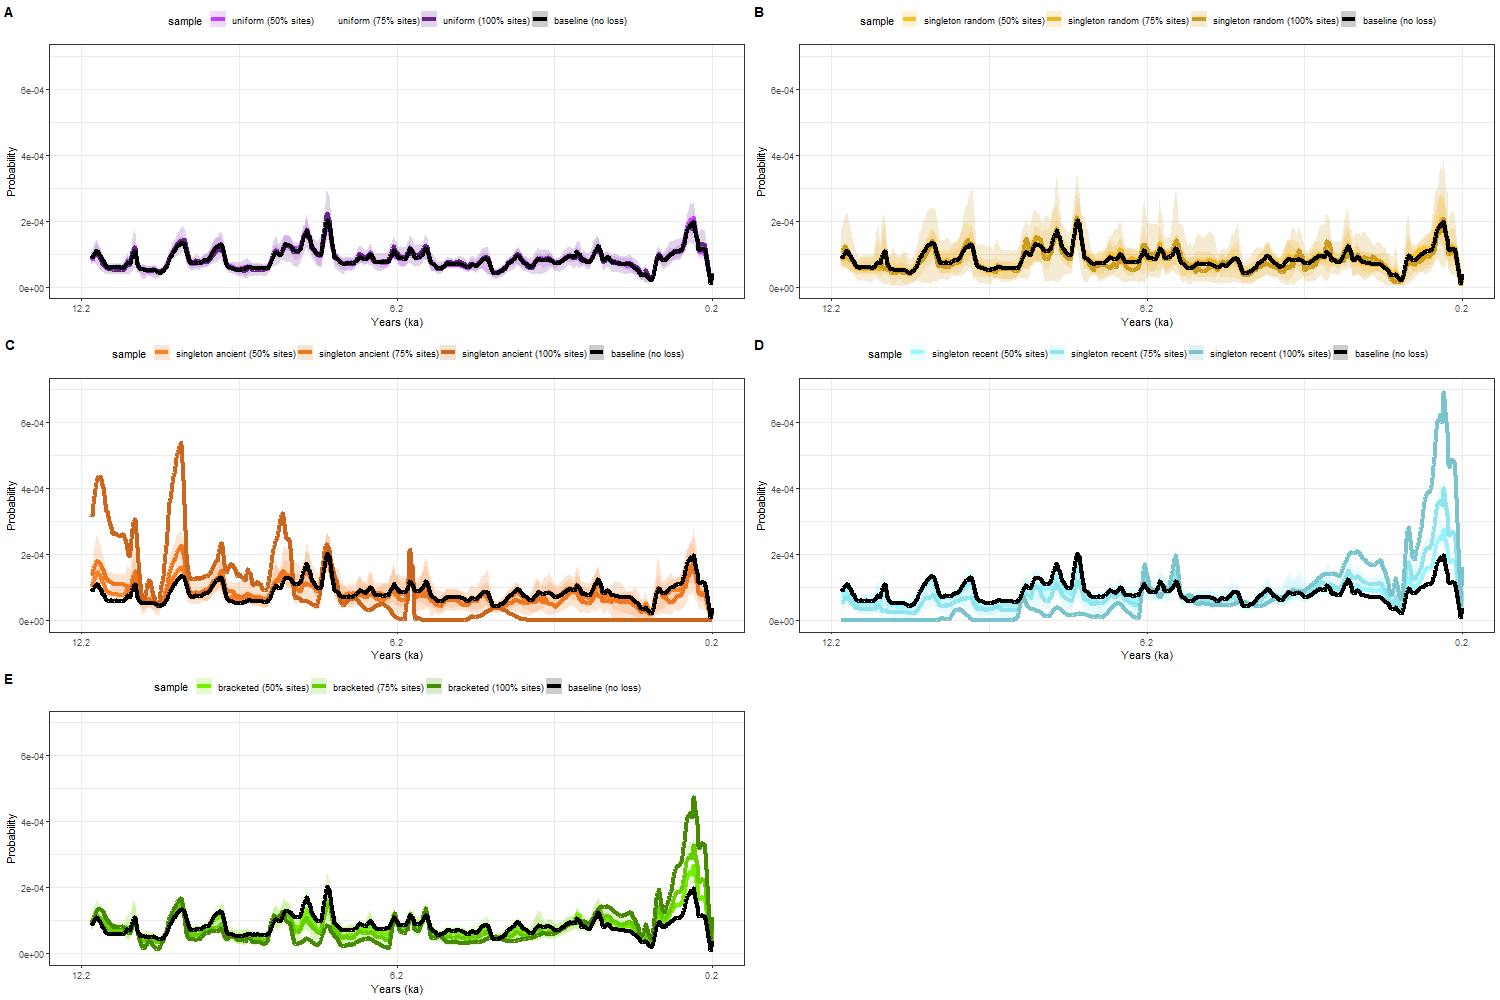 A
sample uniform (50% sites) uniform (75% sites) uniform (100% sites) baseline (no loss)
6e-04
4e-04
2e-04
0e+00
Probability
12.2 6.2 0.2
Years (ka)
B
sample singleton random (50% sites) singleton random (75% sites) singleton random (100% sites) baseline (no loss)
6e-04
4e-04
2e-04
0e+00
Probability
12.2 6.2 0.2
Years (ka)
C
sample singleton ancient (50% sites) singleton ancient (75% sites) singleton ancient (100% sites) baseline (no loss)
6e-04
4e-04
2e-04
0e+00
Probability
12.2 6.2 0.2
Years (ka)
D
sample singleton recent (50% sites) singleton recent (75% sites) singleton recent (100% sites) baseline (no loss)
6e-04
4e-04
2e-04
0e+00
Probability
12.2 6.2 0.2
Years (ka)
E
sample bracketed (50% sites) bracketed (75% sites) bracketed (100% sites) baseline (no loss)
6e-04
4e-04
2e-04
0e+00
Probability
12.2 6.2 0.2
Years (ka)